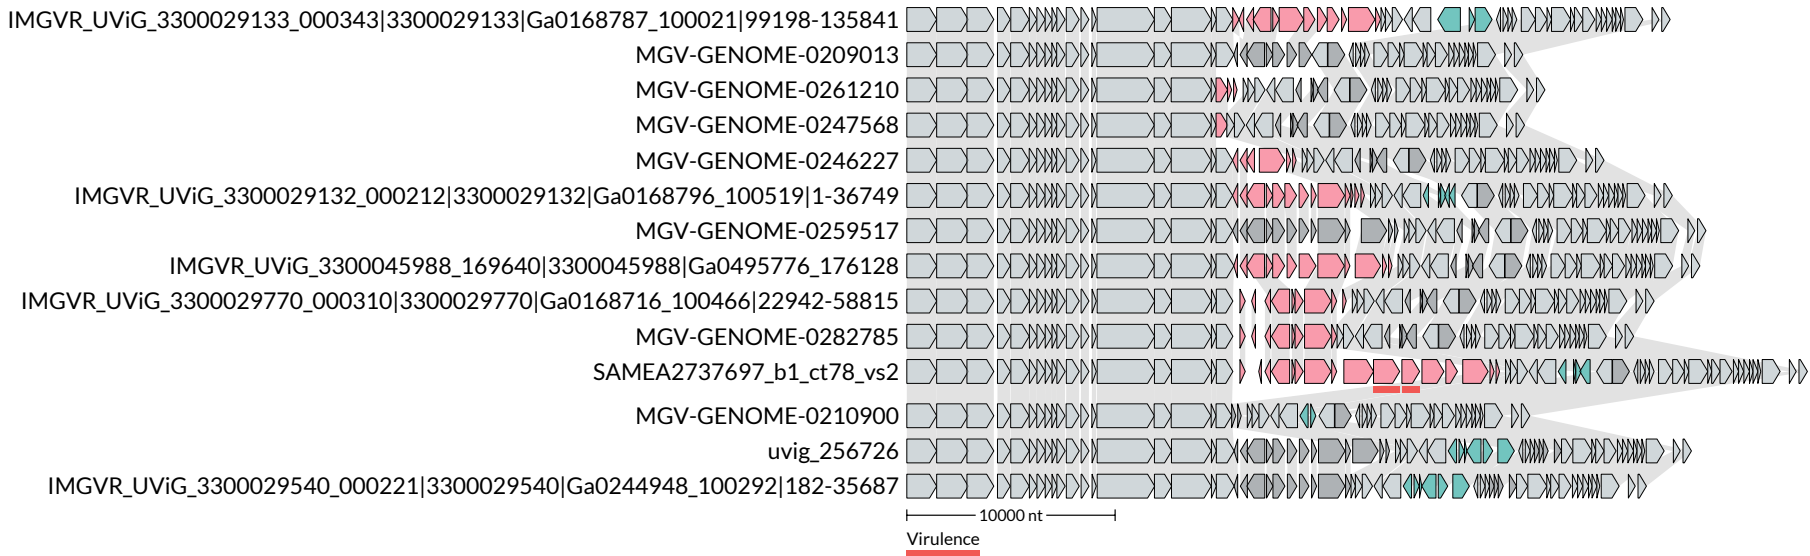 IMGVR_UViG_3300029133_000343|3300029133|Ga0168787_100021|99198-135841
MGV-GENOME-0209013
MGV-GENOME-0261210
MGV-GENOME-0247568
MGV-GENOME-0246227
IMGVR_UViG_3300029132_000212|3300029132|Ga0168796_100519|1-36749
MGV-GENOME-0259517
IMGVR_UViG_3300045988_169640|3300045988|Ga0495776_176128
IMGVR_UViG_3300029770_000310|3300029770|Ga0168716_100466|22942-58815
MGV-GENOME-0282785
SAMEA2737697_b1_ct78_vs2
MGV-GENOME-0210900
uvig_256726
IMGVR_UViG_3300029540_000221|3300029540|Ga0244948_100292|182-35687
10000 nt
Virulence